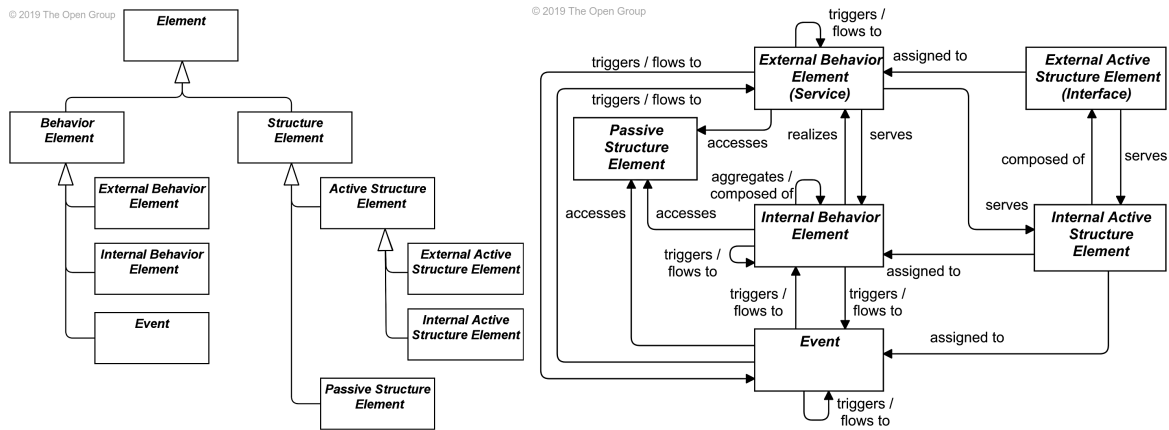 © 2019 The Open Group
Element
Behavior
Element
Structure
Element
External Behavior
Element
Internal Behavior
Element
Event
Active Structure
Element
External Active
Structure Element
Internal Active
Structure Element
Passive Structure
Element
© 2019 The Open Group
triggers /
flows to
triggers / flows to
External Behavior
Element
(Service)
assigned to
External Active
Structure Element
(Interface)
triggers / flows to
Passive
Structure
Element
accesses
realizes
serves
composed of
serves
aggregates /
composed of
accesses
accesses
serves
Internal Behavior
Element
Internal Active
Structure
Element
triggers /
flows to
assigned to
triggers /
flows to
triggers /
flows to
Event
assigned to
triggers /
flows to